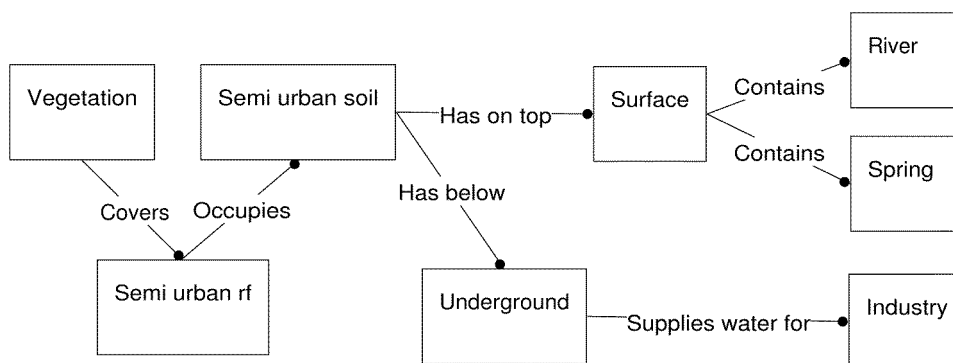 River
Vegetation
Semi urban soil
Surface
Contains
Has on top
Contains
Spring
Has below
Covers
Occupies
Semi urban rf
Underground
Industry
Supplies water for